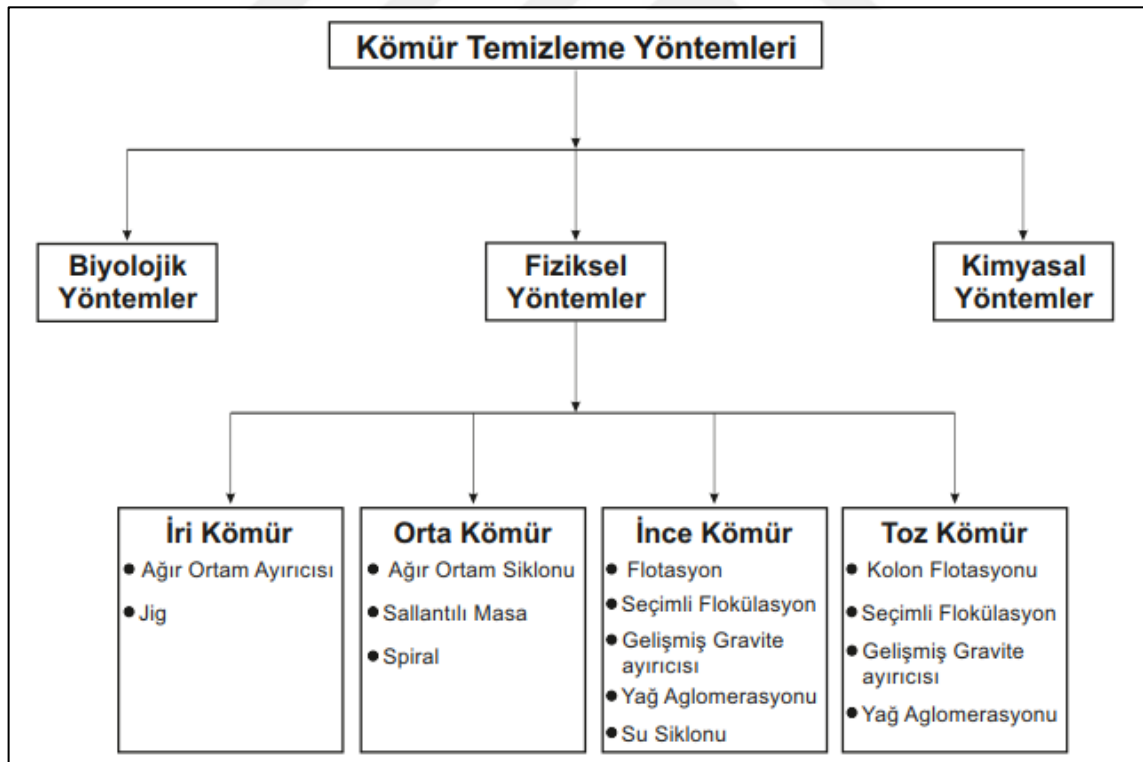 Kömür Temizleme Yöntemleri
Biyolojik
Yöntemler
Fiziksel
Yöntemler
Kimyasal
Yöntemler
İri Kömür
● Ağır Ortam Ayırıcısı
● Jig
Orta Kömür
● Ağır Ortam Siklonu
● Sallantılı Masa
● Spiral
İnce Kömür
● Flotasyon
● Seçimli Flokülasyon
● Gelişmiş Gravite
ayırıcısı
● Yağ Aglomerasyonu
● Su Siklonu
Toz Kömür
● Kolon Flotasyonu
● Seçimli Flokülasyon
● Gelişmiş Gravite
ayırıcısı
● Yağ Aglomerasyonu